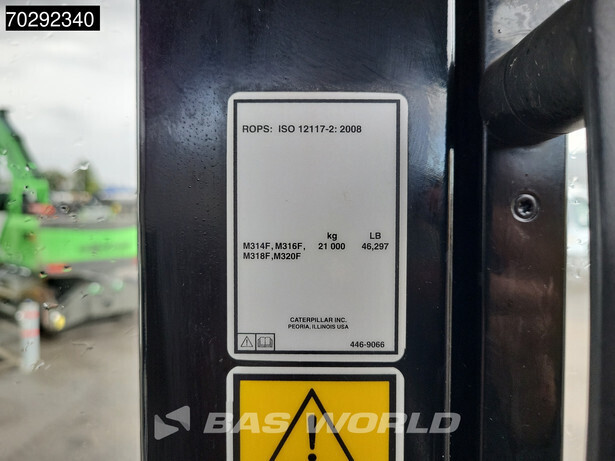 70292340
ROPS: ISO 12117-2: 2008
kg LB
M314F, M316F, 21 000 46,297
M318F ,M320F
CATERPILLAR INC.
PEORIA, ILLINOIS USA
446-9066
BAS WORLD